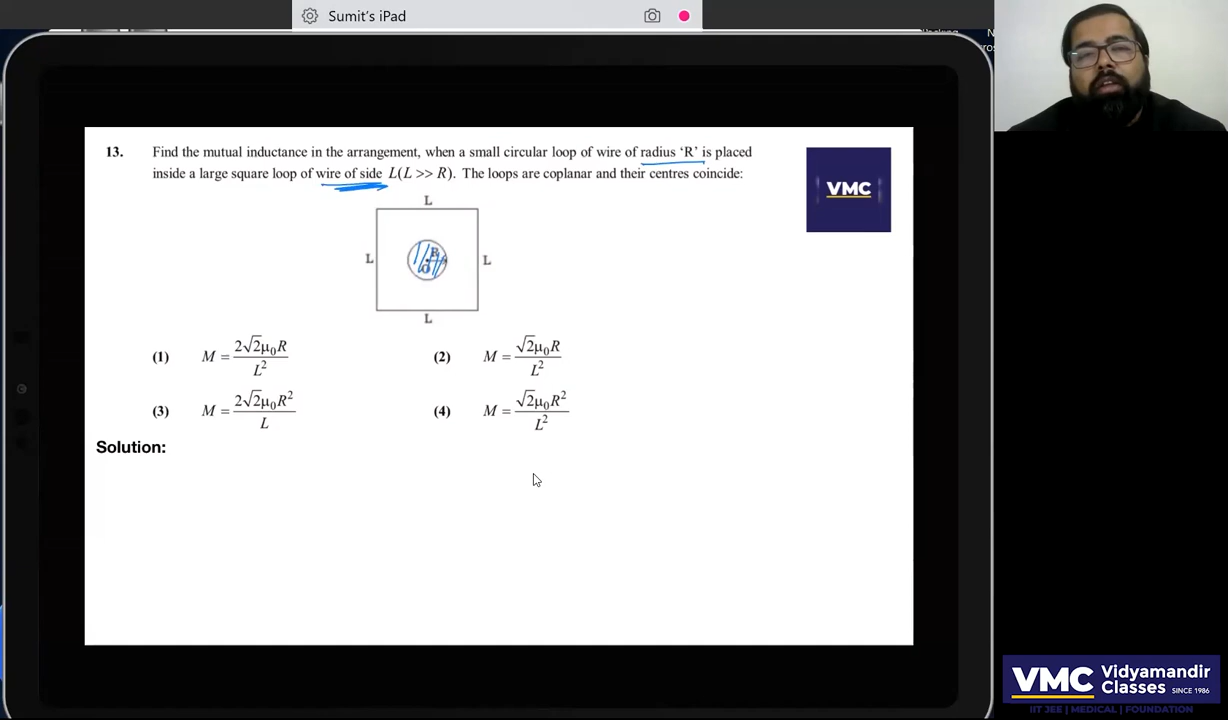 Sumit's iPad
13. Find the mutual inductance in the arrangement, when a small circular loop of wire of radius 'R' is placed
inside a large square loop of wire of side L(L >> R). The loops are coplanar and their centres coincide:
VMC
L
L
R
O
L
L
(1) M = 2√2μ₀R / L²
(2) M = √2μ₀R / L²
(3) M = 2√2μ₀R² / L
(4) M = √2μ₀R² / L²
Solution:
VMC Vidyamandir
Classes SINCE 1986
IIT JEE | MEDICAL | FOUNDATION